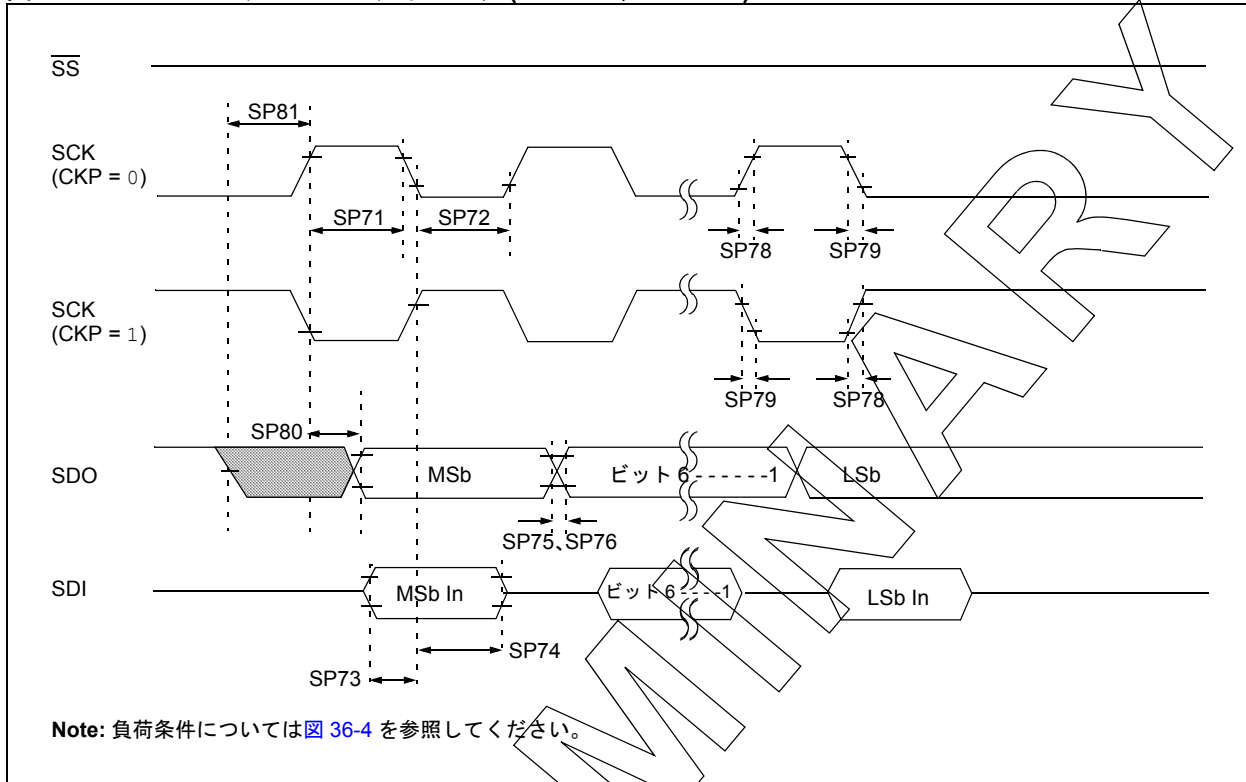 SS
SP81
SCK
(CKP = 0)
SP71
SP72
SP78
SP79
SCK
(CKP = 1)
SP79
SP78
SP80
SDO
MSb
ビット 6 - - - - - - 1
LSb
SP75、SP76
SDI
MSb In
ビット 6 - - - - 1
LSb In
SP74
SP73
Note: 負荷条件については図 36-4 を参照してください。
MINARY